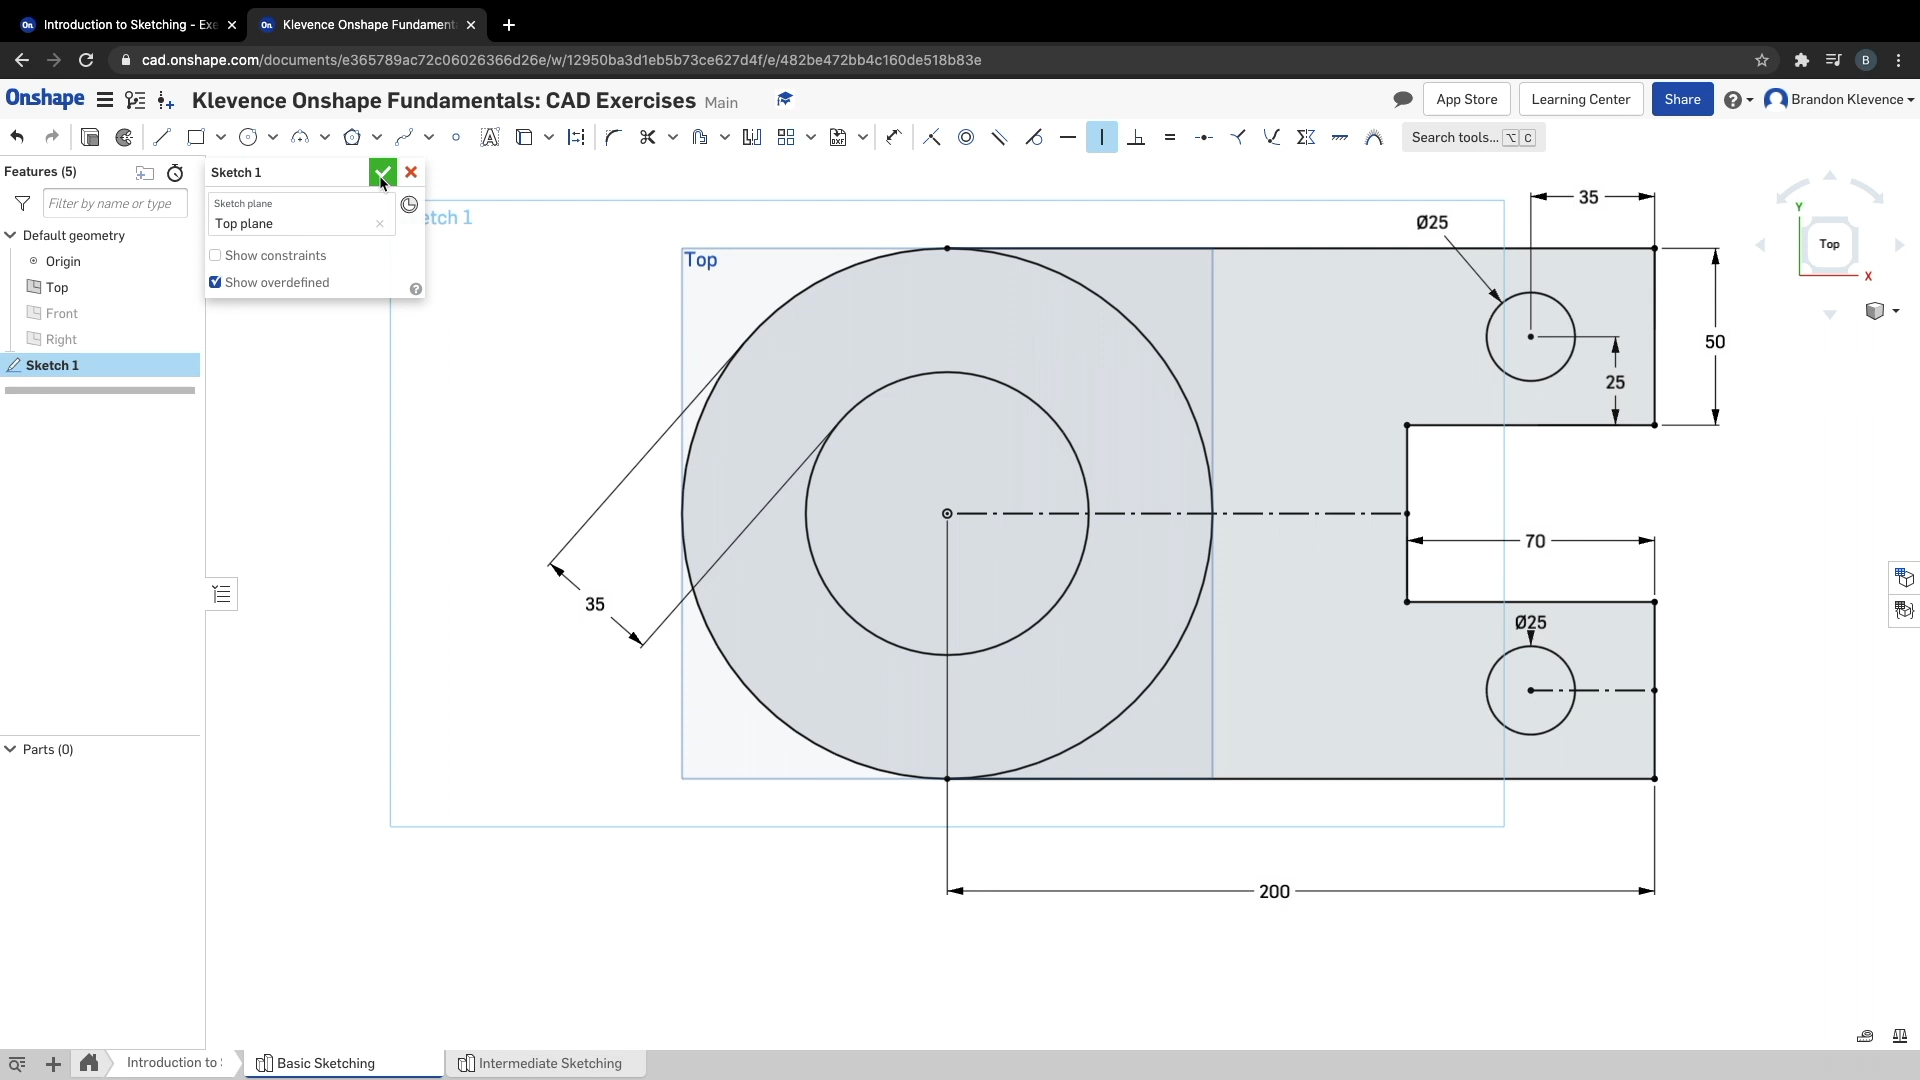 Introduction to Sketching - Exe
Klevence Onshape Fundament
cad.onshape.com/documents/e365789ac72c06026366d26e/w/12950ba3d1eb5b73ce627d4f/e/482be472bb4c160de518b83e
B
Onshape
Klevence Onshape Fundamentals: CAD Exercises Main
App Store
Learning Center
Share
Brandon Klevence
Search tools... ⌥ C
Features (5)
Filter by name or type
Default geometry
Origin
Top
Front
Right
Sketch 1
Parts (0)
Sketch 1
Sketch plane
Top plane
Show constraints
Show overdefined
etch 1
Top
35
Ø25
50
25
70
35
Ø25
200
Y
Top
X
Introduction to
Basic Sketching
Intermediate Sketching